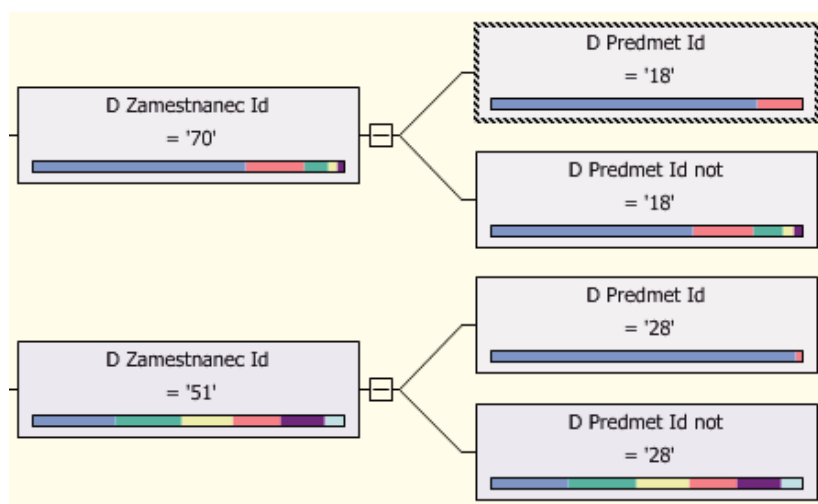 D Predmet Id
= '18'
D Zamestnanec Id
= '70'
D Predmet Id not
= '18'
D Predmet Id
= '28'
D Zamestnanec Id
= '51'
D Predmet Id not
= '28'